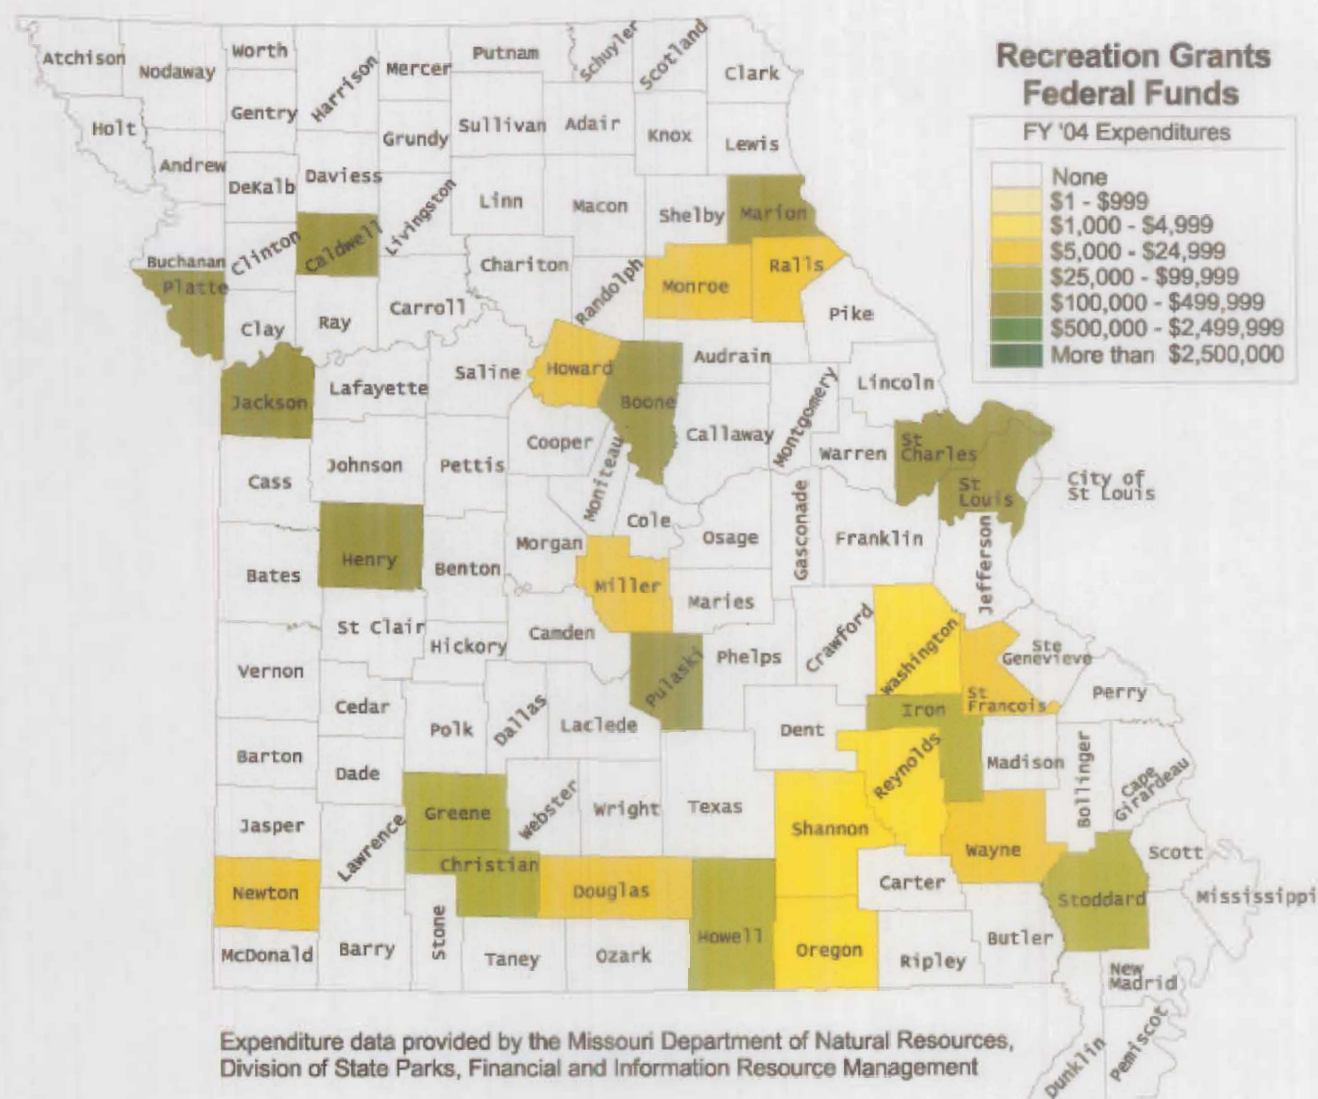 Recreation Grants
Federal Funds
FY '04 Expenditures
None
$1 - $999
$1,000 - $4,999
$5,000 - $24,999
$25,000 - $99,999
$100,000 - $499,999
$500,000 - $2,499,999
More than $2,500,000
Atchison
Nodaway
Worth
Harrison
Mercer
Putnam
Schuyler
Scotland
Clark
Holt
Gentry
Grundy
Sullivan
Adair
Knox
Lewis
Andrew
DeKalb
Daviess
Livingston
Linn
Macon
Shelby
Marion
Buchanan
Clinton
Caldwell
Chariton
Randolph
Monroe
Ralls
Platte
Clay
Ray
Carroll
Pike
Jackson
Lafayette
Saline
Howard
Boone
Audrain
Montgomery
Lincoln
Cass
Johnson
Pettis
Cooper
Moniteau
Callaway
Warren
St
Charles
St
Louis
City of
St Louis
Bates
Henry
Benton
Morgan
Cole
Osage
Gasconade
Franklin
Jefferson
Miller
Maries
Vernon
St Clair
Hickory
Camden
Pulaski
Phelps
Crawford
Washington
Ste
Genevieve
St
Francois
Perry
Cedar
Polk
Dallas
Laclede
Dent
Iron
Barton
Dade
Reynolds
Madison
Bollinger
Cape
Girardeau
Jasper
Lawrence
Greene
Webster
Wright
Texas
Shannon
Wayne
Scott
Newton
Christian
Douglas
Carter
Stoddard
Mississippi
McDonald
Barry
Stone
Taney
Ozark
Howell
Oregon
Ripley
Butler
New
Madrid
Dunklin
Pemiscot
Expenditure data provided by the Missouri Department of Natural Resources,
Division of State Parks, Financial and Information Resource Management